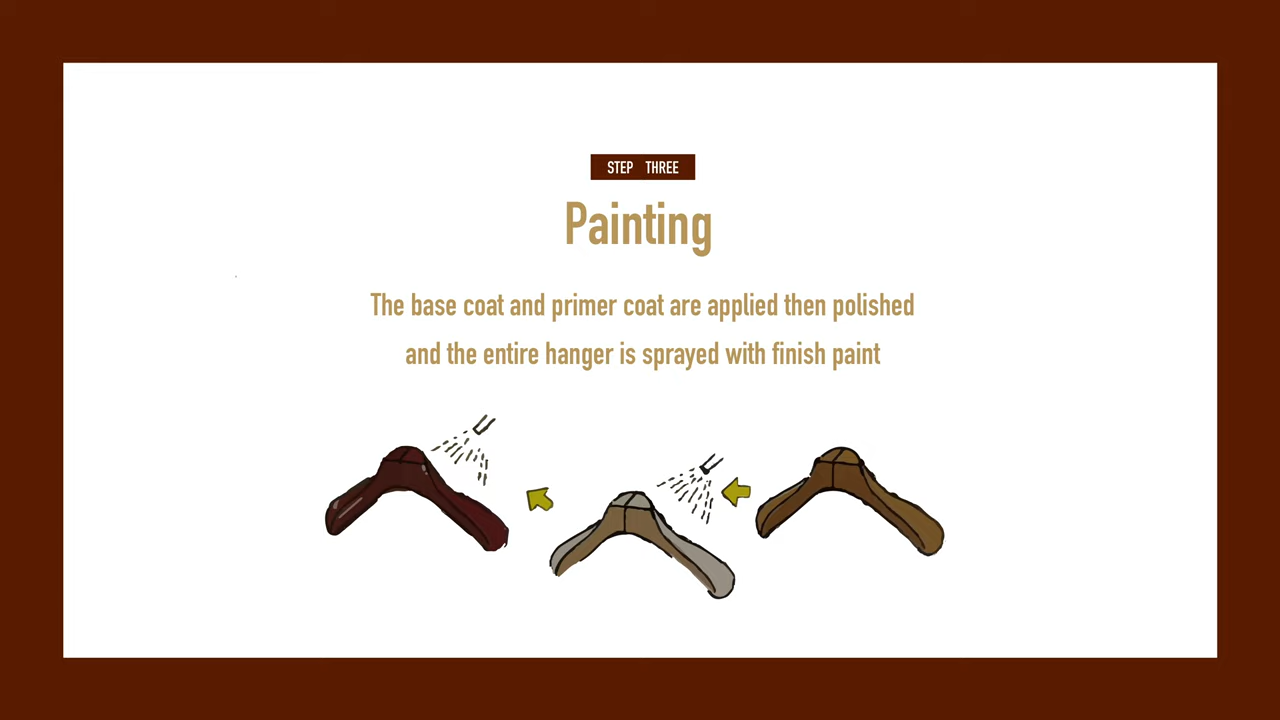 STEP THREE
Painting
The base coat and primer coat are applied then polished
and the entire hanger is sprayed with finish paint